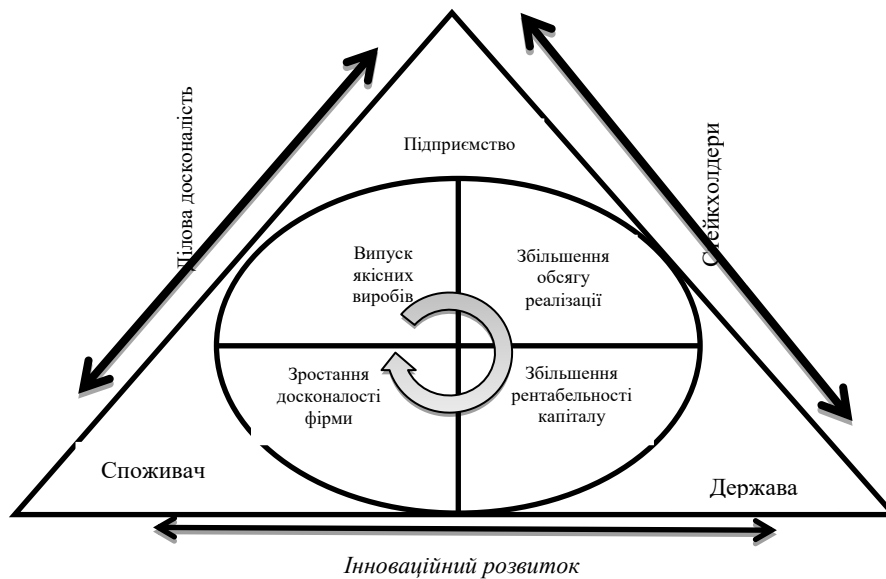 Ділова досконалість
Стейкхолдери
Підприємство
Випуск
якісних
виробів
Збільшення
обсягу
реалізації
Зростання
досконалості
фірми
Збільшення
рентабельності
капіталу
Споживач
Держава
Інноваційний розвиток